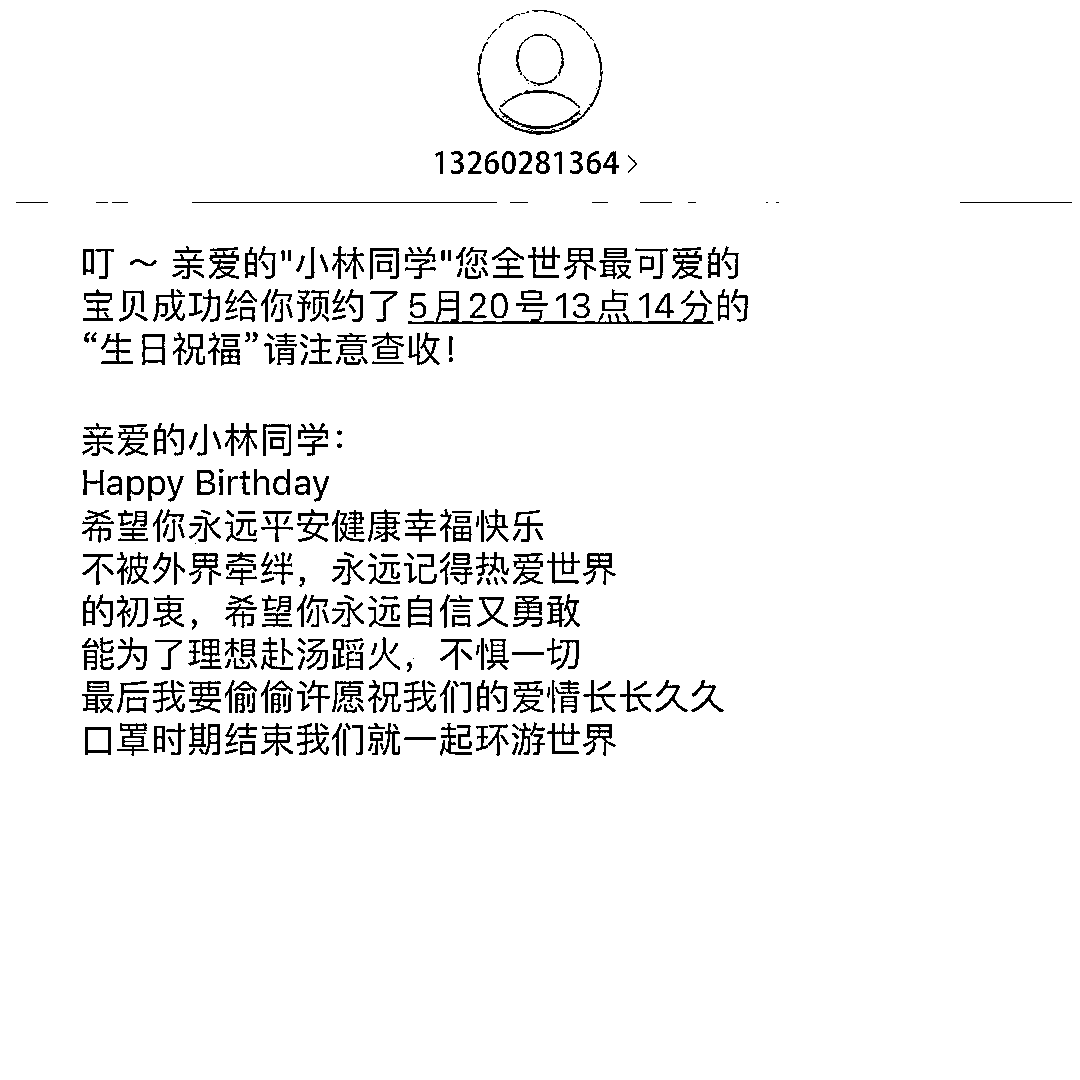 13260281364
叮 ～ 亲爱的"小林同学"您全世界最可爱的
宝贝成功给你预约了5月20号13点14分的
“生日祝福”请注意查收！
亲爱的小林同学：
Happy Birthday
希望你永远平安健康幸福快乐
不被外界牵绊，永远记得热爱世界
的初衷，希望你永远自信又勇敢
能为了理想赴汤蹈火，不惧一切
最后我要偷偷许愿祝我们的爱情长长久久
口罩时期结束我们就一起环游世界